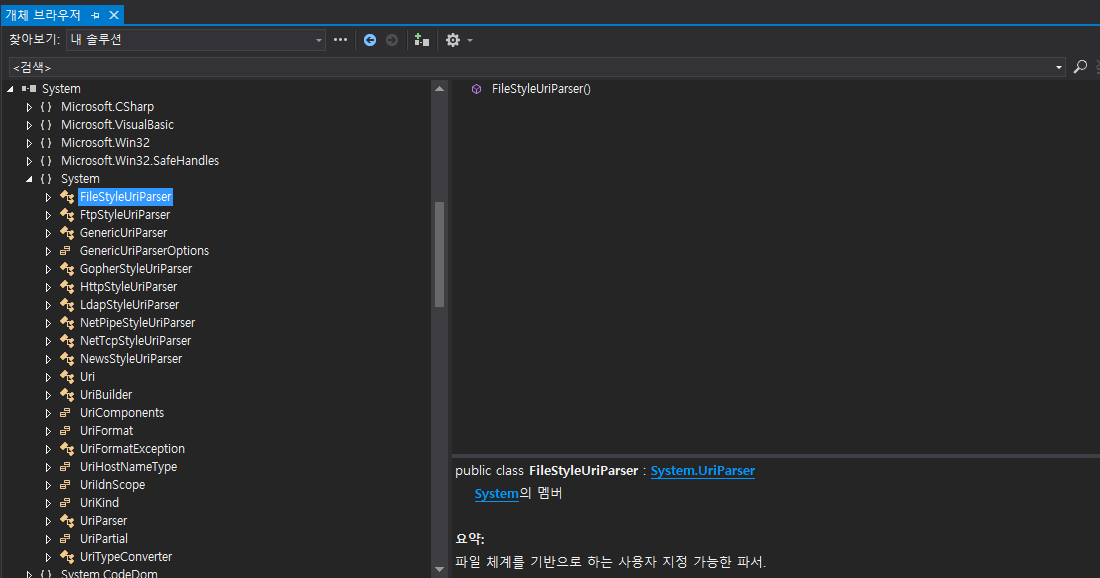 개체 브라우저
찾아보기: 내 솔루션
<검색>
System
Microsoft.CSharp
Microsoft.VisualBasic
Microsoft.Win32
Microsoft.Win32.SafeHandles
System
FileStyleUriParser
FtpStyleUriParser
GenericUriParser
GenericUriParserOptions
GopherStyleUriParser
HttpStyleUriParser
LdapStyleUriParser
NetPipeStyleUriParser
NetTcpStyleUriParser
NewsStyleUriParser
Uri
UriBuilder
UriComponents
UriFormat
UriFormatException
UriHostNameType
UriIdnScope
UriKind
UriParser
UriPartial
UriTypeConverter
System.CodeDom
FileStyleUriParser()
public class FileStyleUriParser : System.UriParser
System의 멤버
요약:
파일 체계를 기반으로 하는 사용자 지정 가능한 파서.